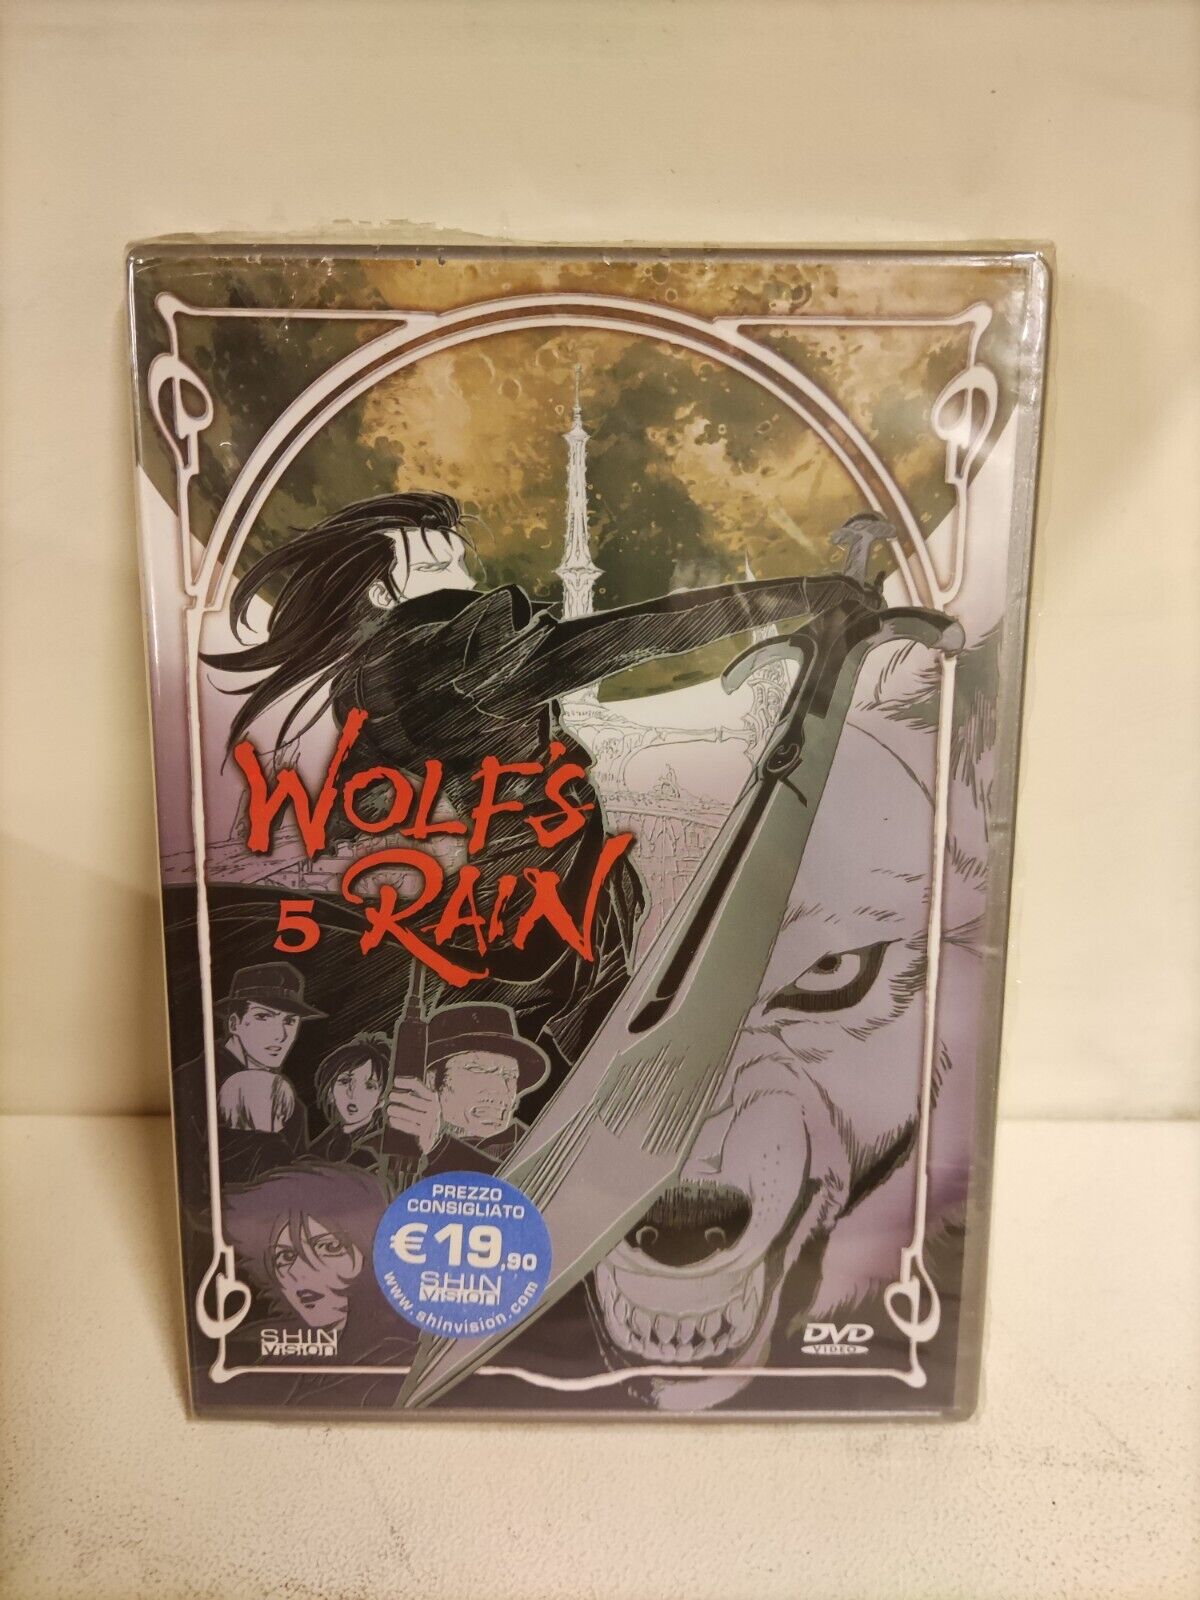 WOLF'S
5 RAIN
PREZZO
CONSIGLIATO
€ 19,90
SHIN
VISION
www.shinvision.com
SHIN
VISION
DVD
VIDEO